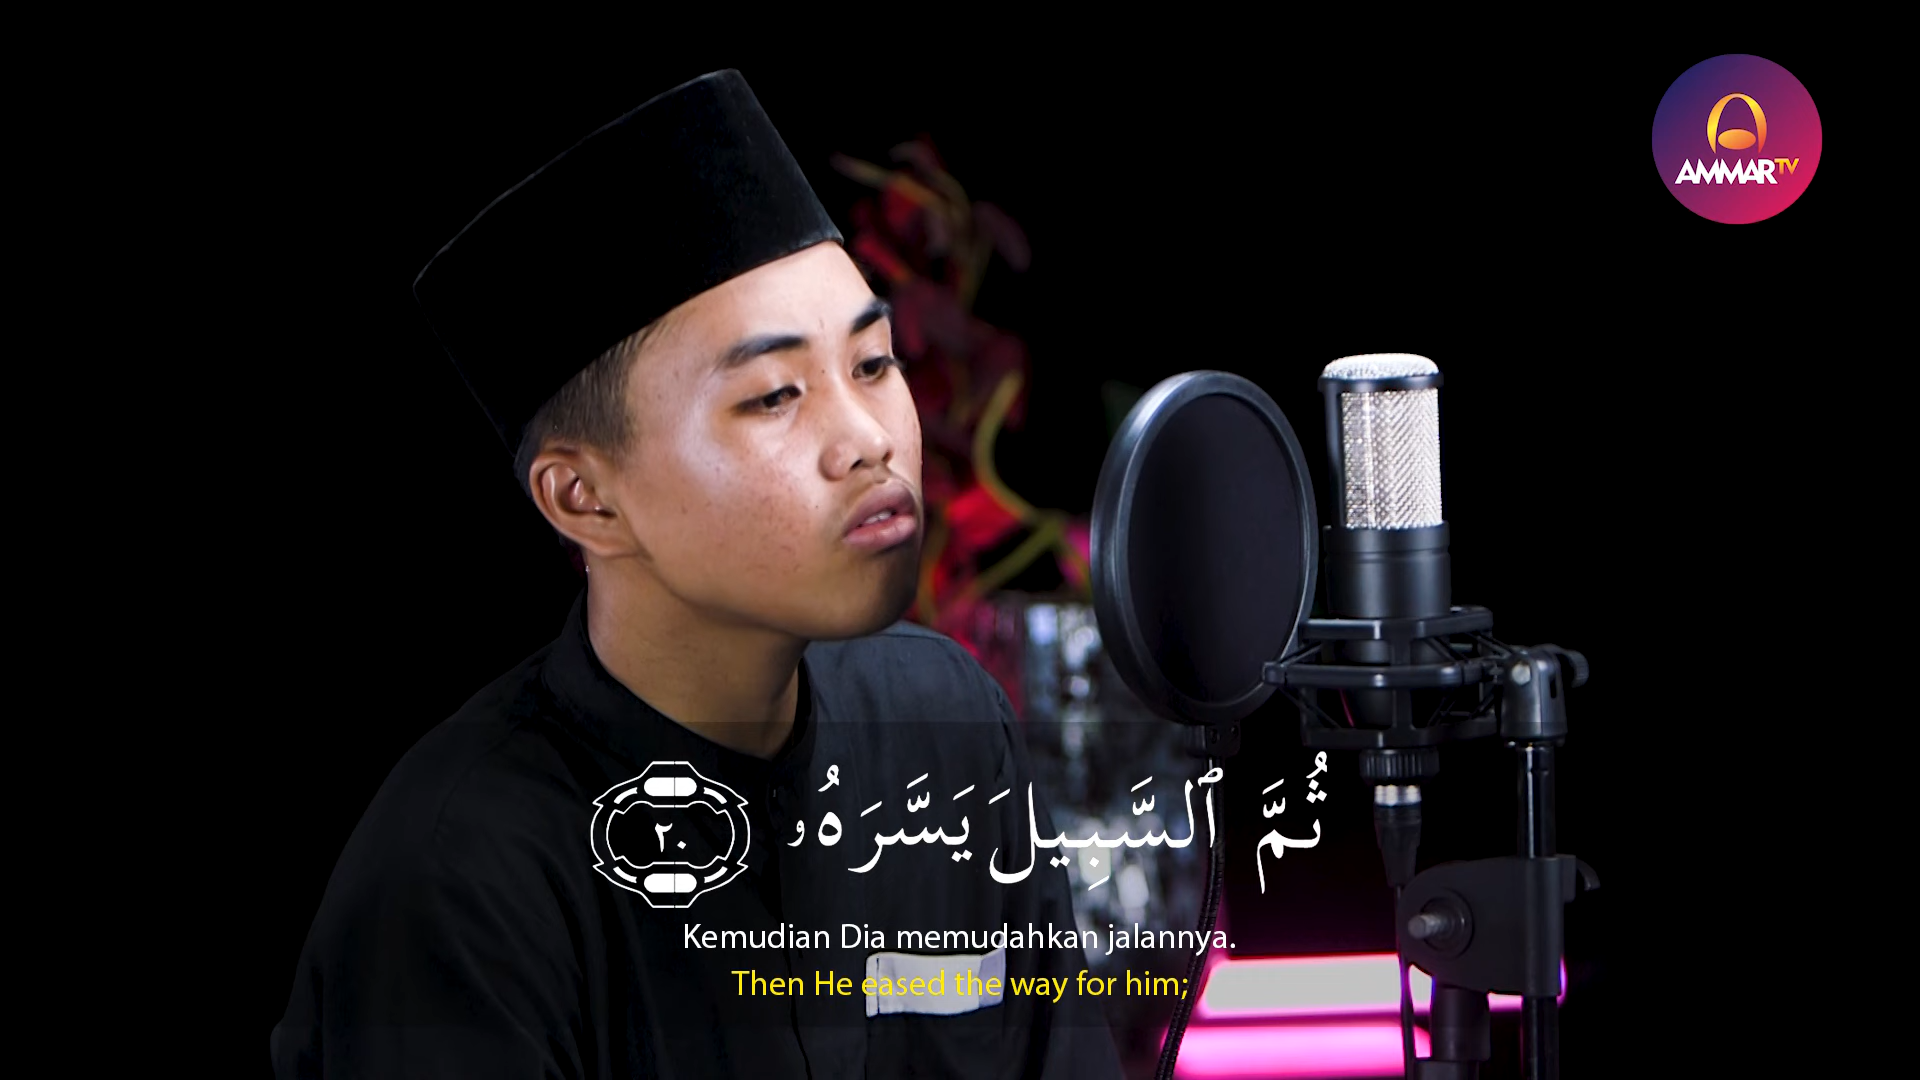 AMMARTV
ثُمَّ ٱلسَّبِيلَ يَسَّرَهُۥ ٢٠
Kemudian Dia memudahkan jalannya.
Then He eased the way for him;